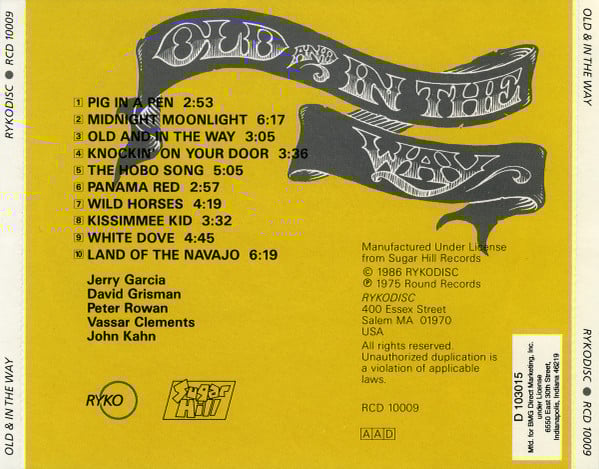 OLD AND IN THE
WAY
1 PIG IN A PEN 2:53
2 MIDNIGHT MOONLIGHT 6:17
3 OLD AND IN THE WAY 3:05
4 KNOCKIN' ON YOUR DOOR 3:36
5 THE HOBO SONG 5:05
6 PANAMA RED 2:57
7 WILD HORSES 4:19
8 KISSIMMEE KID 3:32
9 WHITE DOVE 4:45
10 LAND OF THE NAVAJO 6:19
Jerry Garcia
David Grisman
Peter Rowan
Vassar Clements
John Kahn
RYKO
Sugar
Hill
Manufactured Under License
from Sugar Hill Records
© 1986 RYKODISC
℗ 1975 Round Records
RYKODISC
400 Essex Street
Salem MA 01970
USA
All rights reserved.
Unauthorized duplication is
a violation of applicable
laws.
RCD 10009
AAD
D 103015
Mfd. for BMG Direct Marketing, Inc.
under License
6550 East 30th Street,
Indianapolis, Indiana 46219
OLD & IN THE WAY
RYKODISC ● RCD 10009
OLD & IN THE WAY
RYKODISC ● RCD 10009